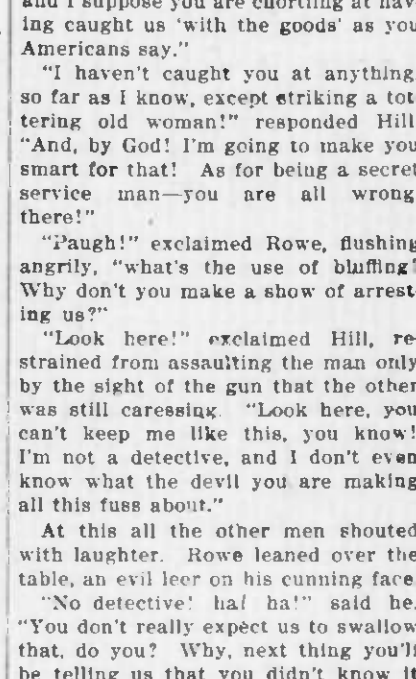 and I suppose you are chortling at hav-
ing caught us 'with the goods' as you
Americans say."
"I haven't caught you at anything
so far as I know, except striking a tot
tering old woman!" responded Hill
"And, by God! I'm going to make you
smart for that! As for being a secret
service man—you are all wrong
there!"
"Paugh!" exclaimed Rowe, flushing
angrily, "what's the use of bluffing!
Why don't you make a show of arrest
ing us?"
"Look here!" exclaimed Hill, re-
strained from assaulting the man only
by the sight of the gun that the other
was still caressing. "Look here, you
can't keep me like this, you know!
I'm not a detective, and I don't even
know what the devil you are making
all this fuss about."
At this all the other men shouted
with laughter. Rowe leaned over the
table, an evil leer on his cunning face
"No detective! ha! ha!" said he.
"You don't really expect us to swallow
that, do you? Why, next thing you'll
be telling us that you didn't know it